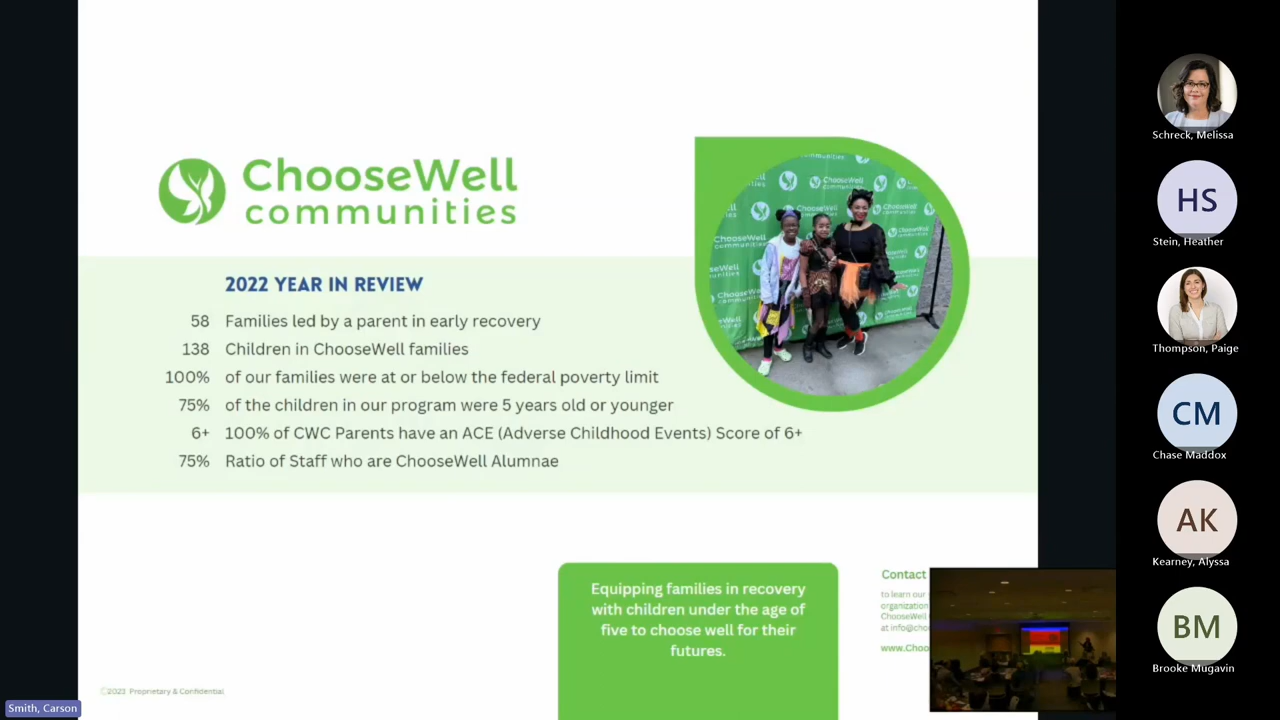 ChooseWell
communities
2022 YEAR IN REVIEW
58 Families led by a parent in early recovery
138 Children in ChooseWell families
100% of our families were at or below the federal poverty limit
75% of the children in our program were 5 years old or younger
6+ 100% of CWC Parents have an ACE (Adverse Childhood Events) Score of 6+
75% Ratio of Staff who are ChooseWell Alumnae
Equipping families in recovery
with children under the age of
five to choose well for their
futures.
Contact
to learn our
organization
ChooseWell
at info@cho
www.Choo
©2022 Proprietary & Confidential
Smith, Carson
Schreck, Melissa
HS
Stein, Heather
Thompson, Paige
CM
Chase Maddox
AK
Kearney, Alyssa
BM
Brooke Mugavin